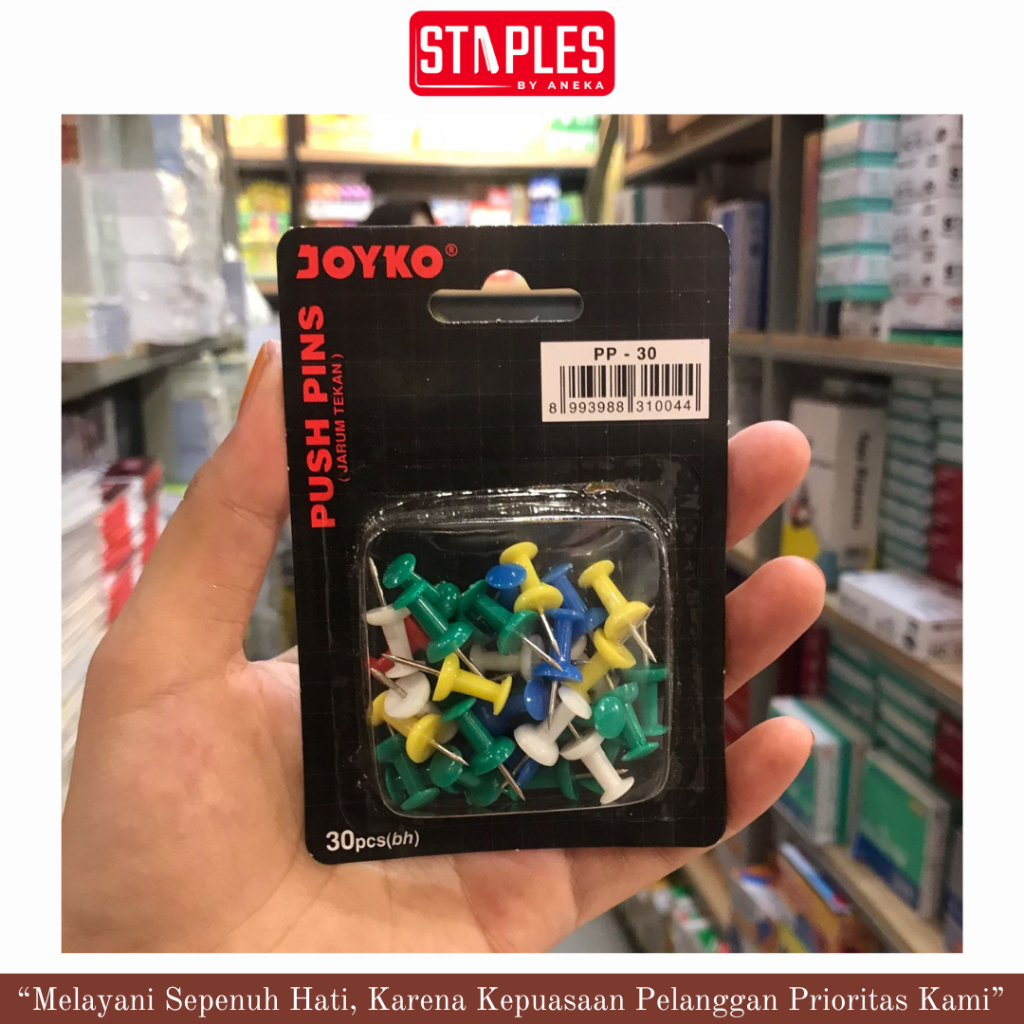 STAPLES
BY ANEKA
JOYKO®
PUSH PINS
(JARUM TEKAN)
PP - 30
8 993988 310044
30pcs(bh)
“Melayani Sepenuh Hati, Karena Kepuasaan Pelanggan Prioritas Kami”